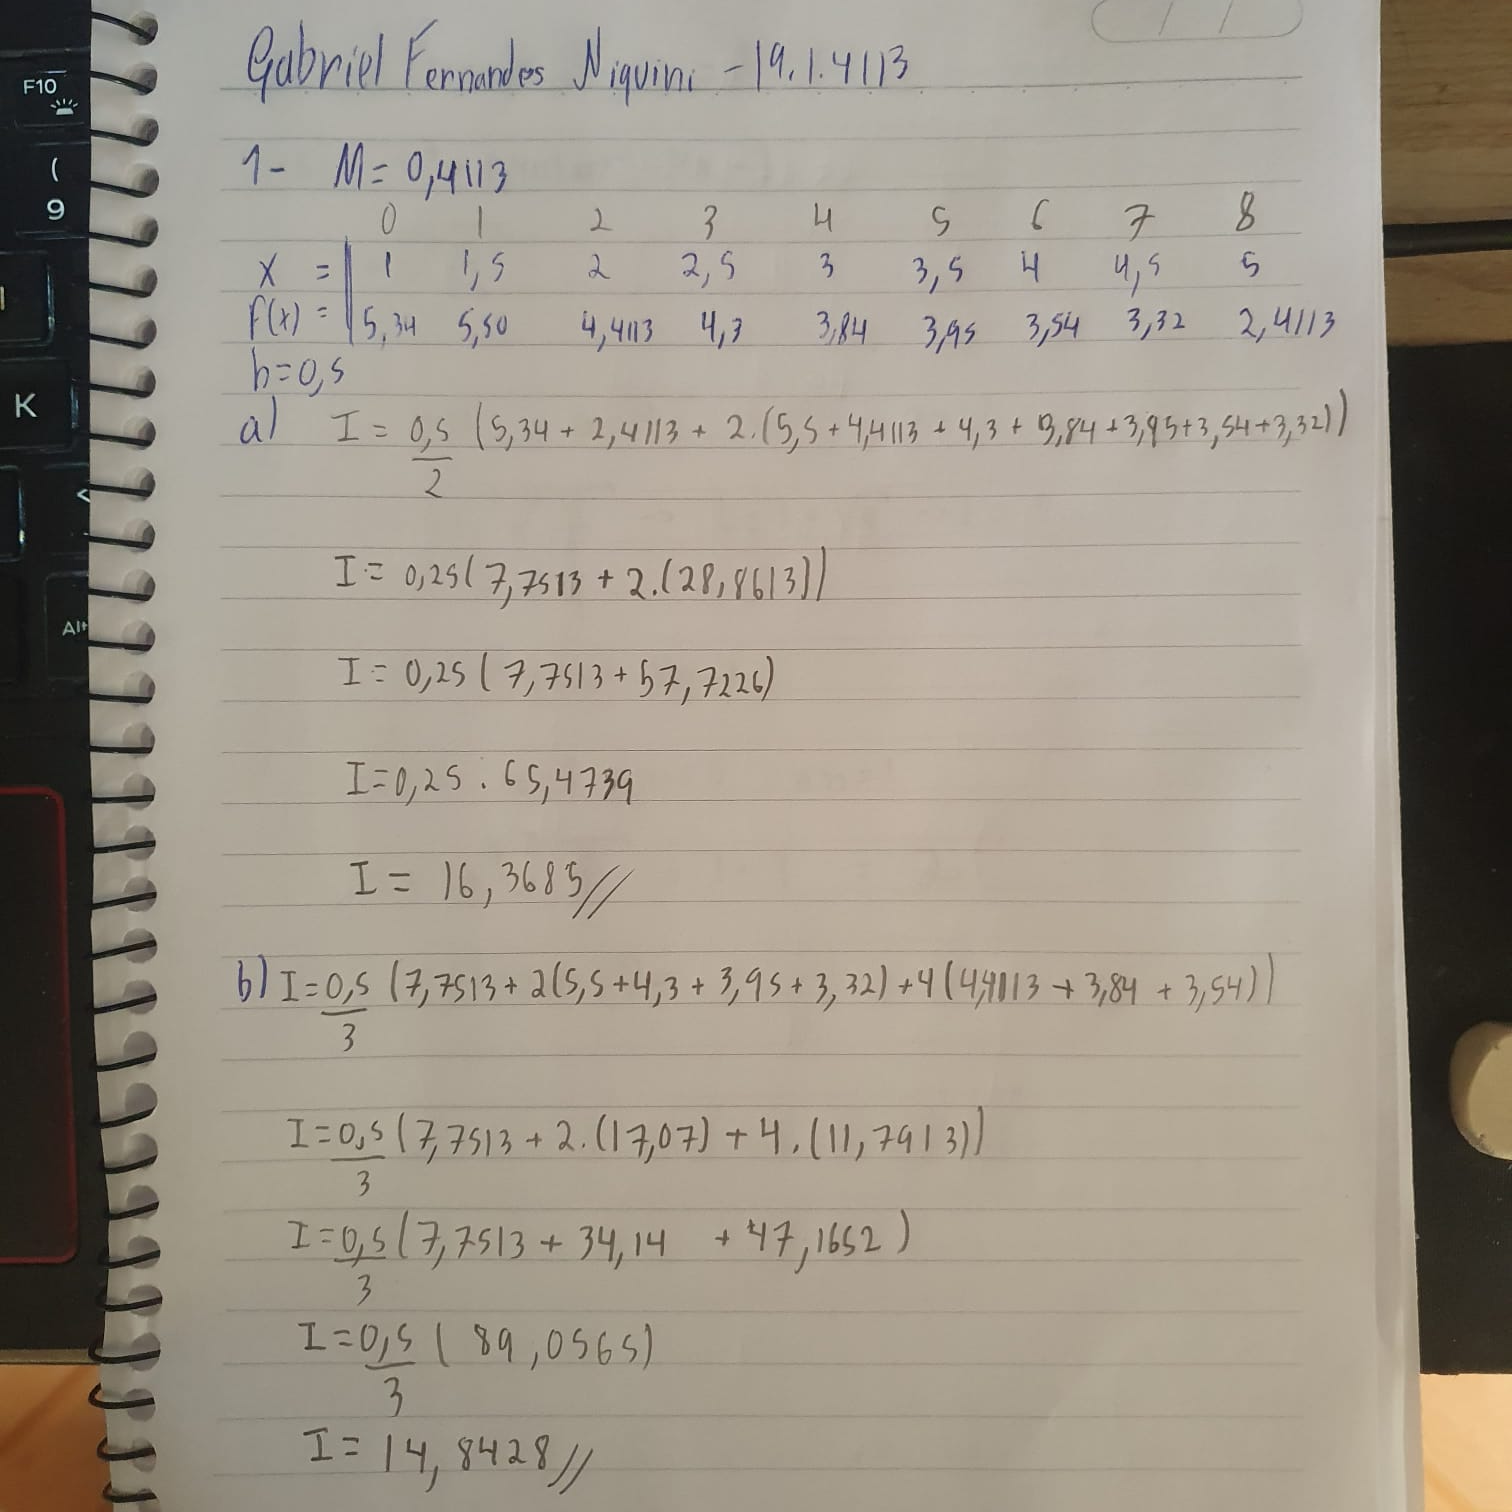 Gabriel Fernandes Niquini - 19.1.4113
1- M= 0,4113
0 1 2 3 4 5 6 7 8
X = | 1 1,5 2 2,5 3 3,5 4 4,5 5
f(x) = | 5,34 5,50 4,4113 4,3 3,84 3,95 3,54 3,32 2,4113
h=0,5
a) I = 0,5/2 (5,34 + 2,4113 + 2.(5,5+4,4113+4,3+3,84+3,95+3,54+3,32))
I = 0,25(7,7513 + 2.(28,8613))
I = 0,25(7,7513+57,7226)
I=0,25 . 65,4739
I = 16,3685//
b) I=0,5/3 (7,7513+2(5,5+4,3+3,95+3,32)+4(4,4113+3,84+3,54))
I=0,5/3 (7,7513+2.(17,07)+4.(11,7913))
I=0,5/3 (7,7513+34,14 +47,1652)
I=0,5/3 (89,0565)
I= 14,8428//
F10
(
9
K
<
Alt